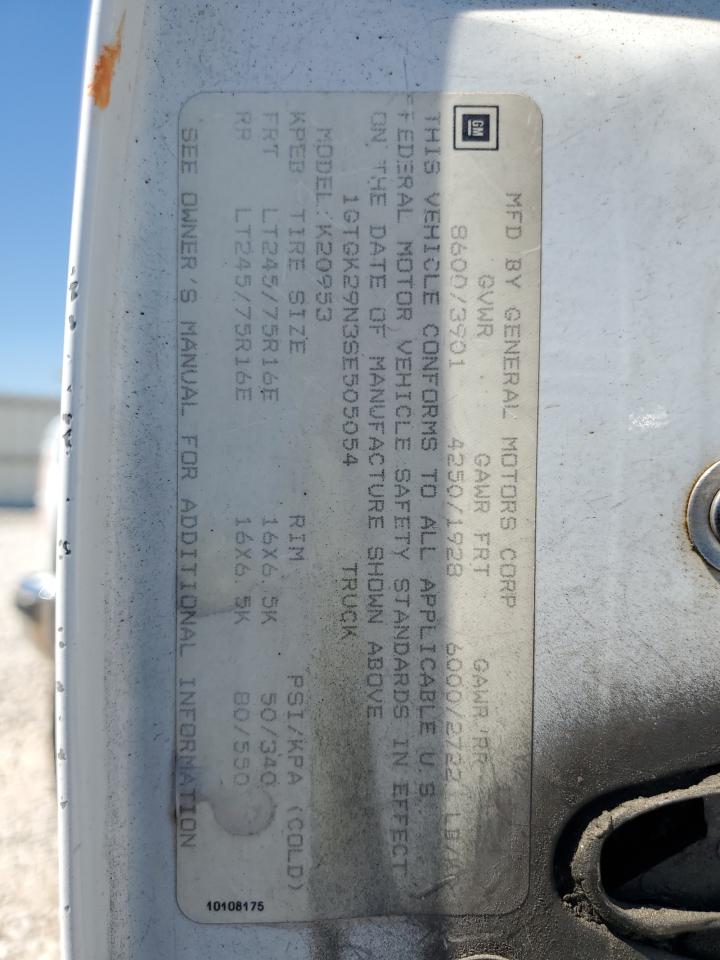 GM
MFD BY GENERAL MOTORS CORP
GVWR GAWR FRT GAWR RR
8600/3901 4250/1928 6000/2722
THIS VEHICLE CONFORMS TO ALL APPLICABLE U.S.
FEDERAL MOTOR VEHICLE SAFETY STANDARDS IN EFFECT
ON THE DATE OF MANUFACTURE SHOWN ABOVE
1GTGK29N3SE505054 TRUCK
MODEL:K20953
KPEB TIRE SIZE RIM PSI/KPA (COLD)
FRT LT245/75R16E 16X6.5K 50/340
RR LT245/75R16E 16X6.5K 80/550
SEE OWNER'S MANUAL FOR ADDITIONAL INFORMATION
10108175